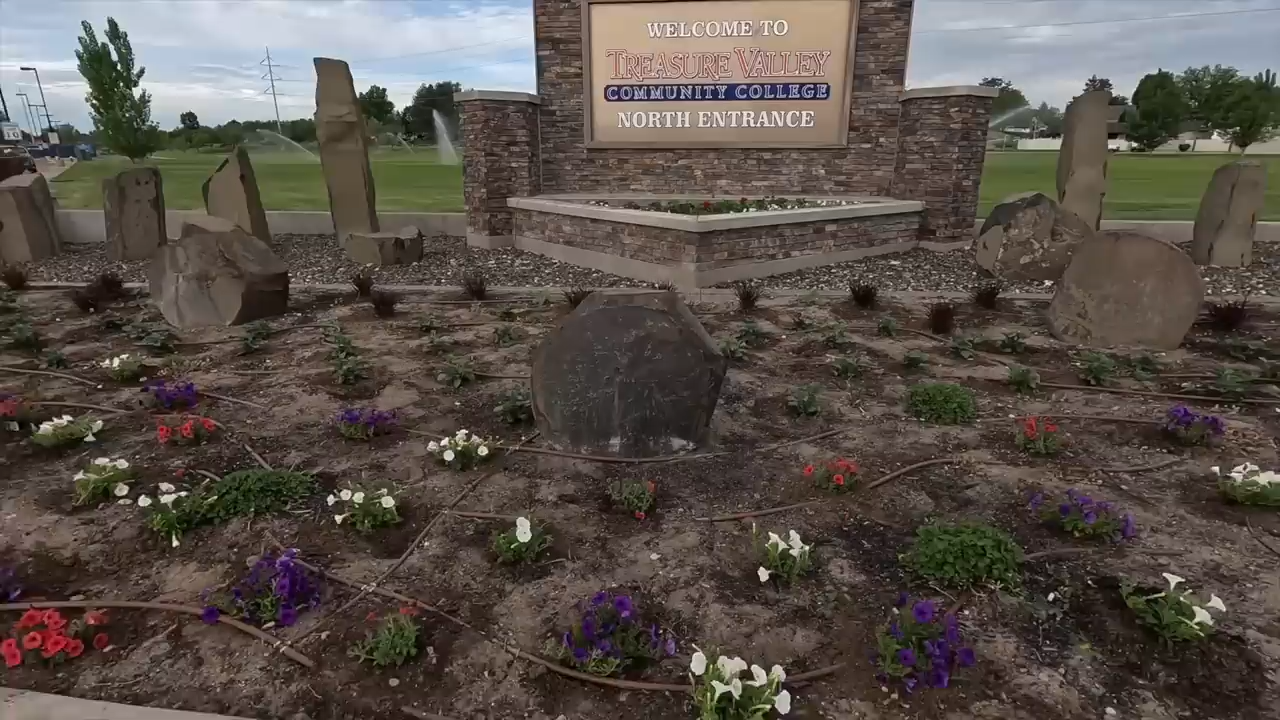 WELCOME TO
TREASURE VALLEY
COMMUNITY COLLEGE
NORTH ENTRANCE